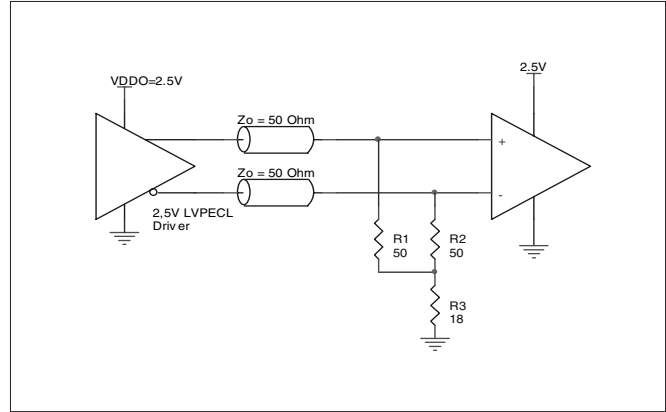 2.5V
VDDO=2.5V
Zo = 50 Ohm
+
Zo = 50 Ohm
-
2,5V LVPECL
Driver
R1
50
R2
50
R3
18